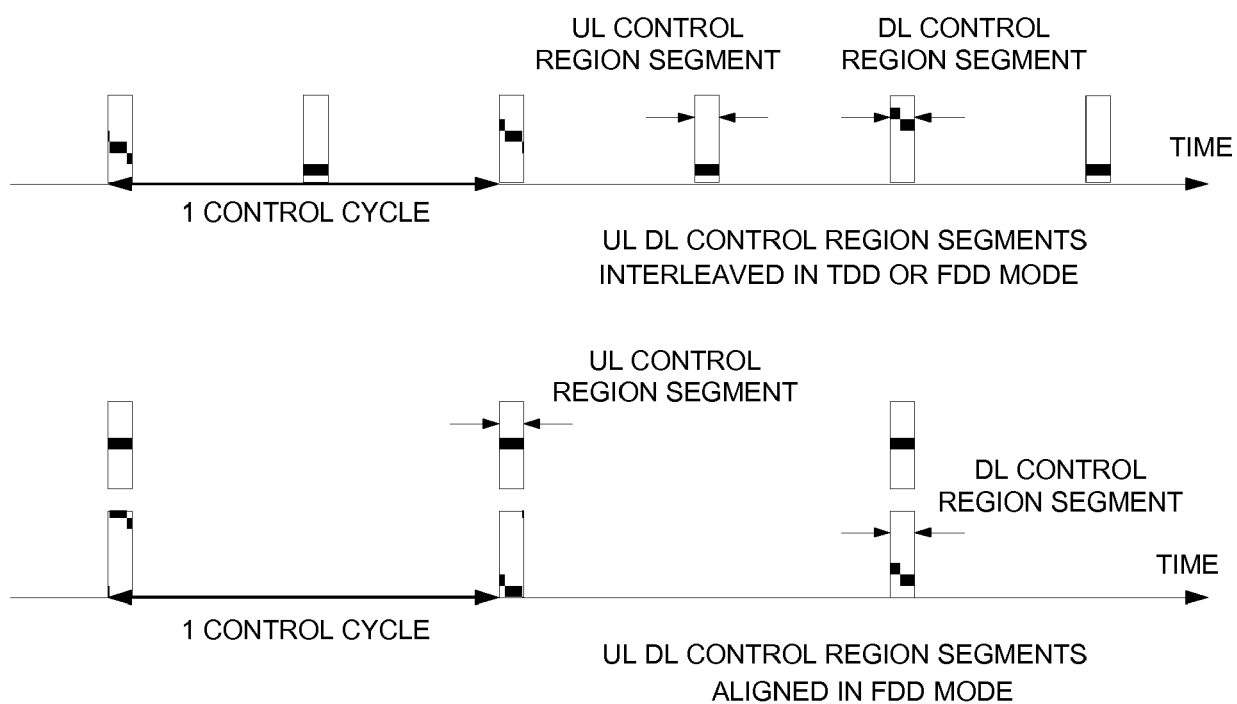 UL CONTROL
REGION SEGMENT
DL CONTROL
REGION SEGMENT
TIME
1 CONTROL CYCLE
UL DL CONTROL REGION SEGMENTS
INTERLEAVED IN TDD OR FDD MODE
UL CONTROL
REGION SEGMENT
DL CONTROL
REGION SEGMENT
TIME
1 CONTROL CYCLE
UL DL CONTROL REGION SEGMENTS
ALIGNED IN FDD MODE